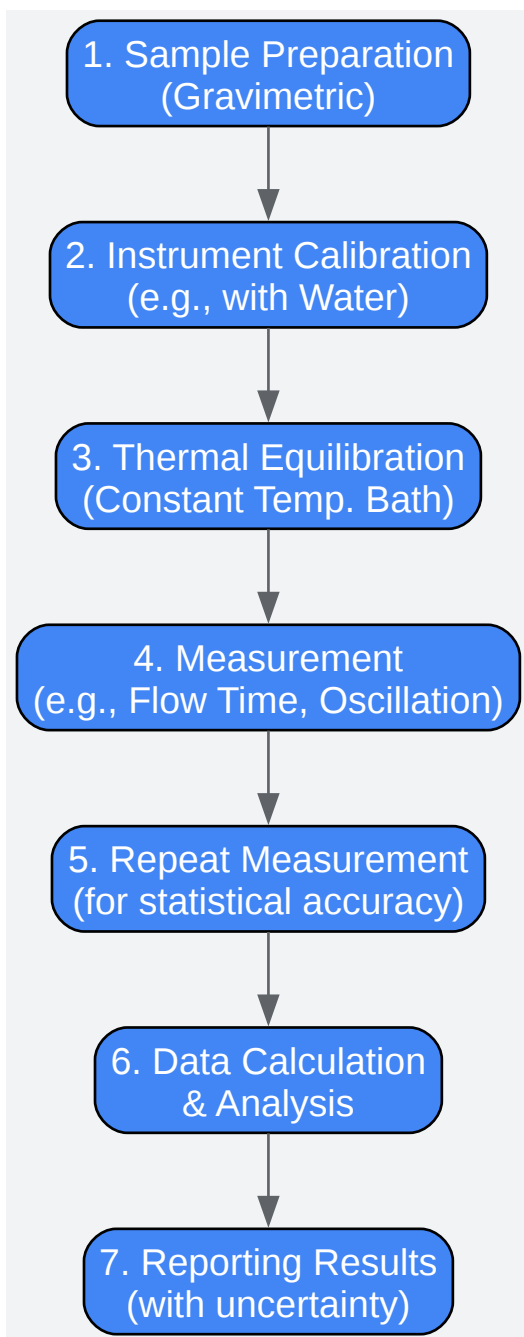 1. Sample Preparation
(Gravimetric)
2. Instrument Calibration
(e.g., with Water)
3. Thermal Equilibration
(Constant Temp. Bath)
4. Measurement
(e.g., Flow Time, Oscillation)
5. Repeat Measurement
(for statistical accuracy)
6. Data Calculation
& Analysis
7. Reporting Results
(with uncertainty)